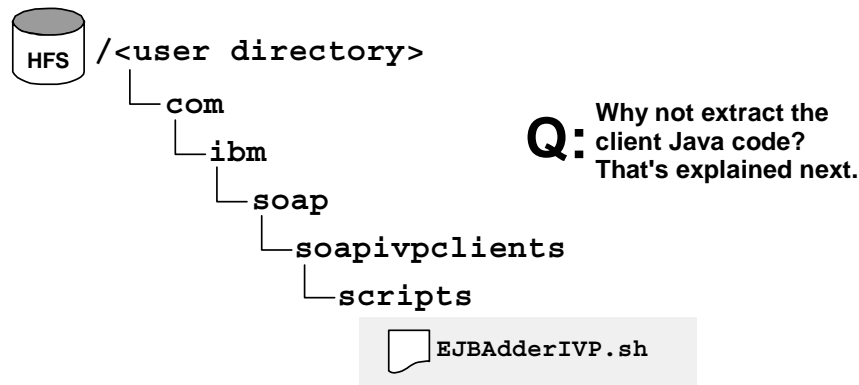 HFS
/<user directory>
com
ibm
soap
soapivpclients
scripts
EJBAdderIVP.sh
Q:
Why not extract the
client Java code?
That's explained next.